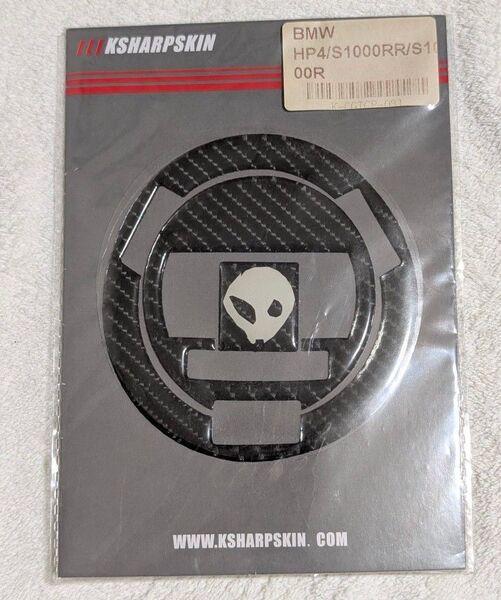 KSHARPSKIN
BMW
HP4/S1000RR/S10
00R
WWW.KSHARPSKIN. COM